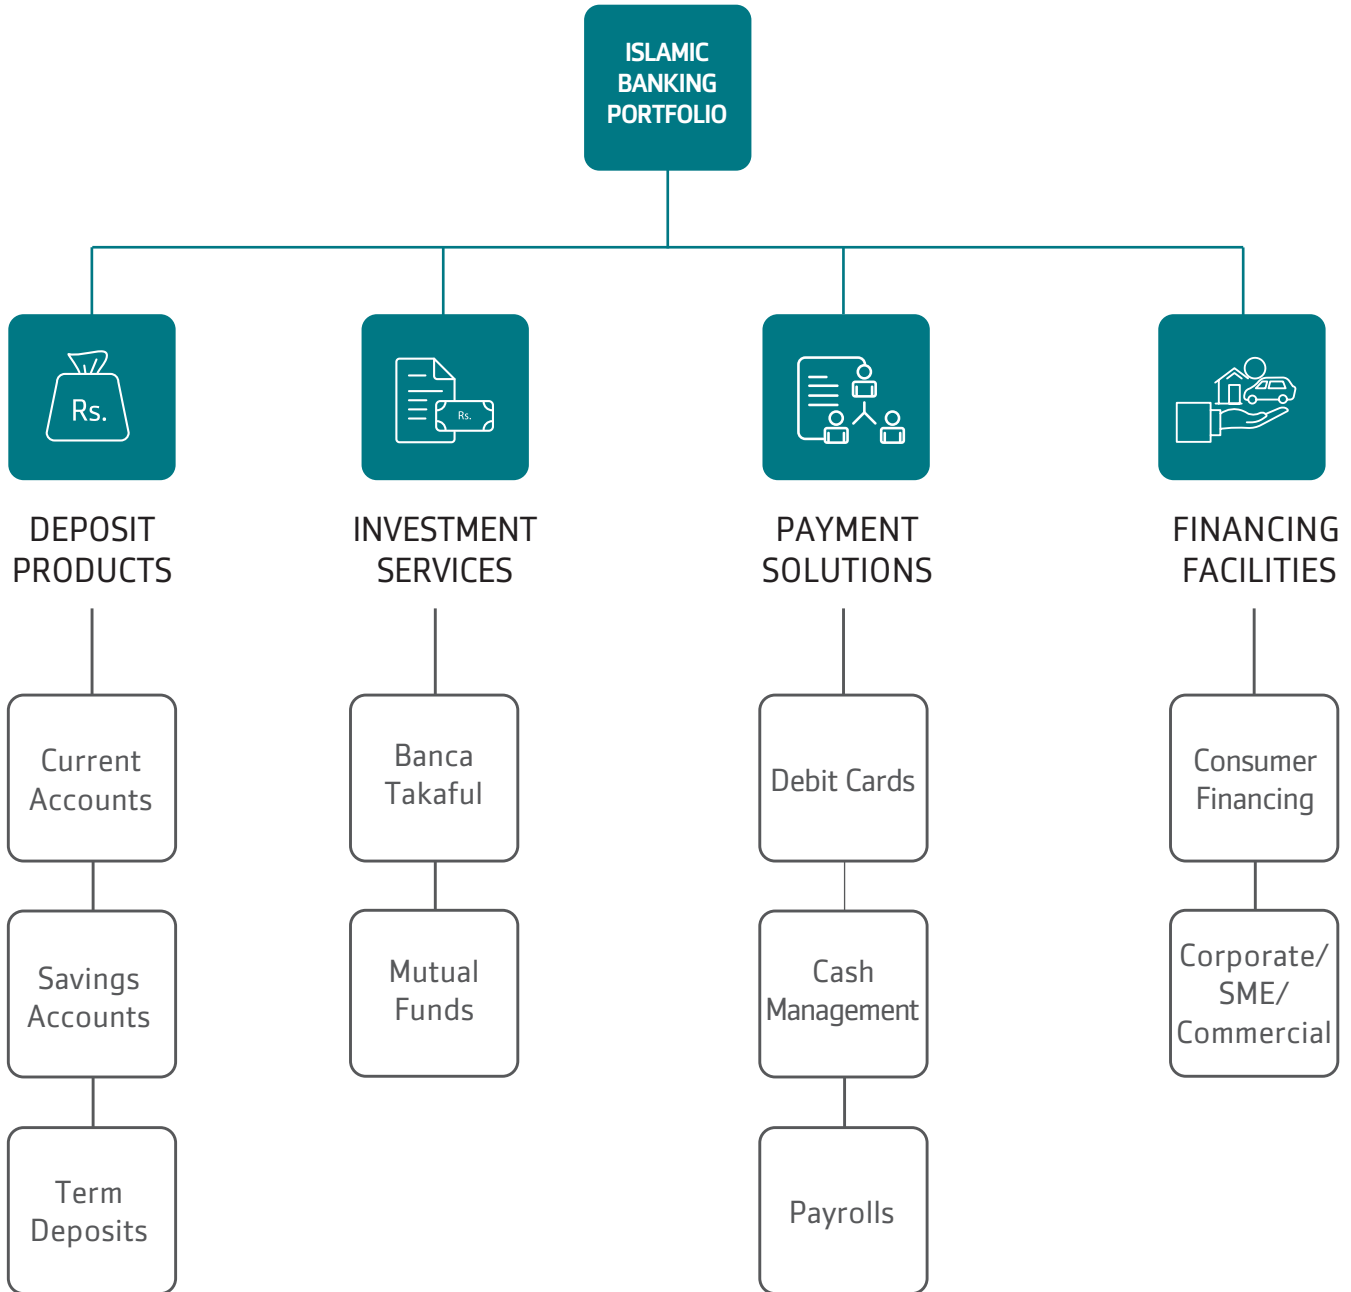 ISLAMIC
BANKING
PORTFOLIO
Rs.
Rs.
DEPOSIT
PRODUCTS
INVESTMENT
SERVICES
PAYMENT
SOLUTIONS
FINANCING
FACILITIES
Current
Accounts
Banca
Takaful
Debit Cards
Consumer
Financing
Savings
Accounts
Mutual
Funds
Cash
Management
Corporate/
SME/
Commercial
Term
Deposits
Payrolls